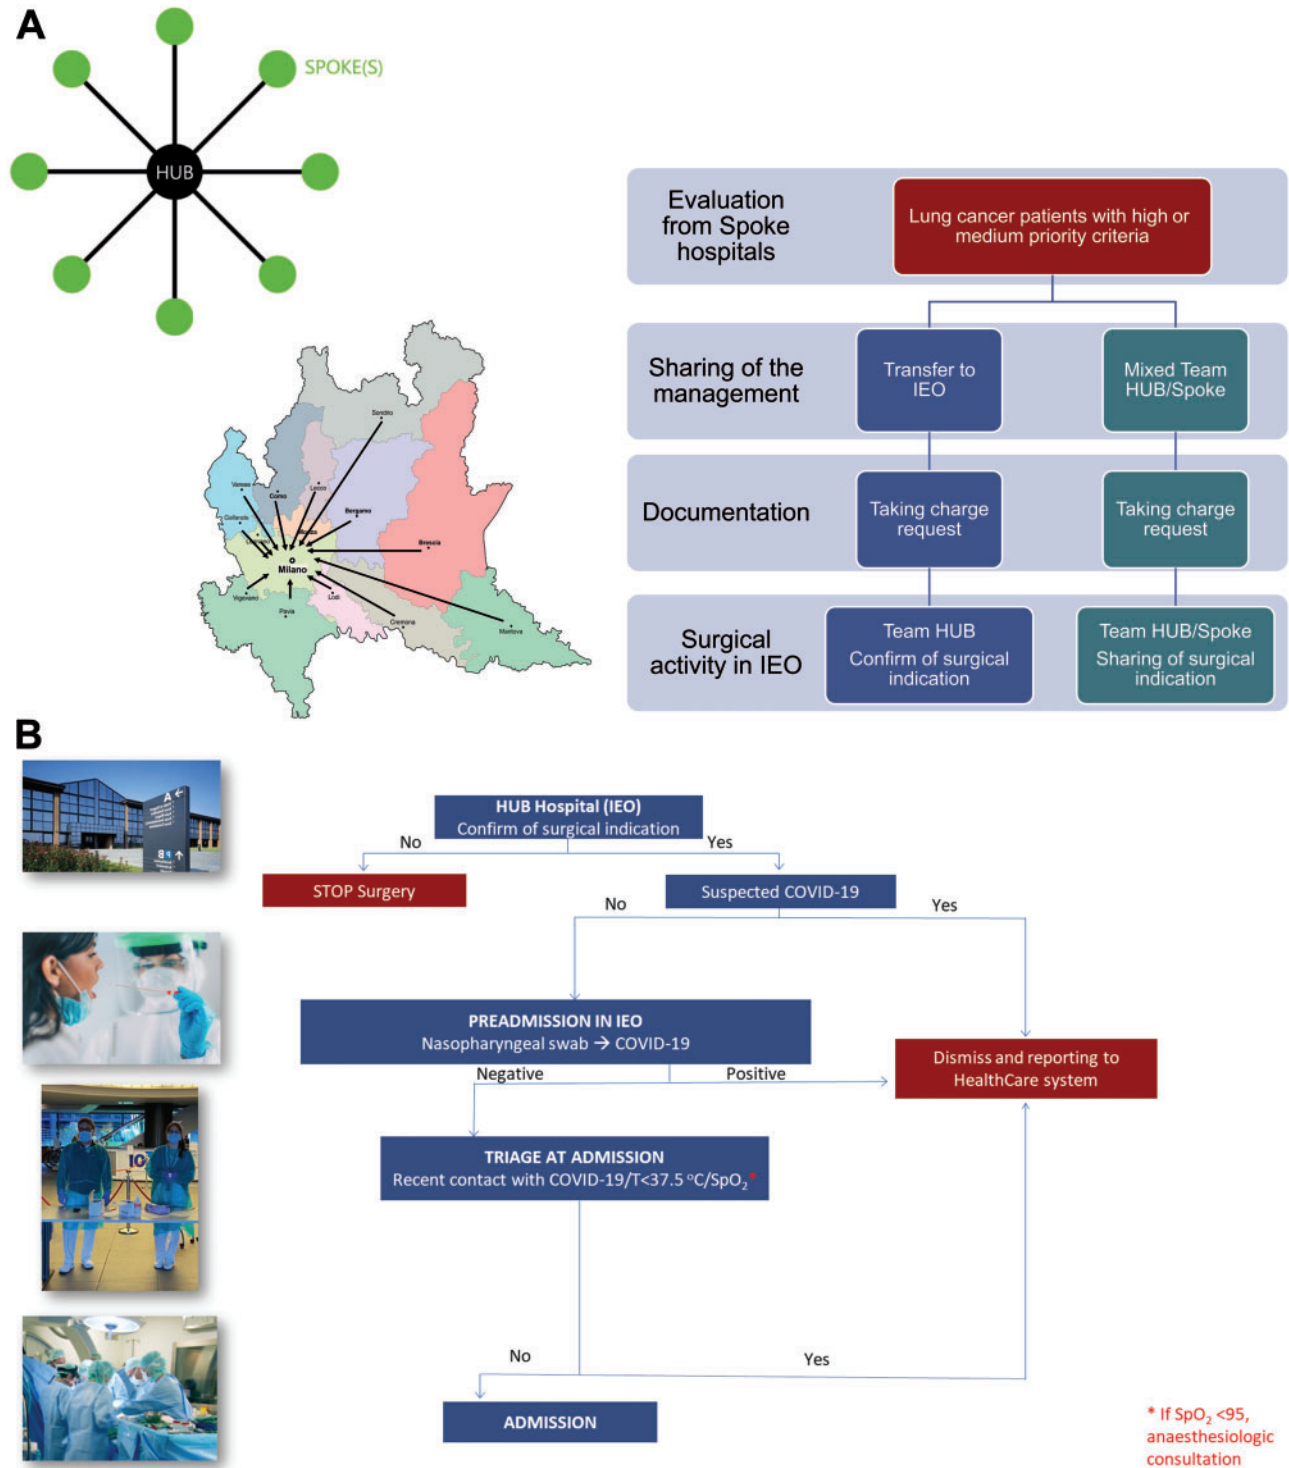 A
SPOKE(S)
HUB
Evaluation
from Spoke
hospitals
Lung cancer patients with high or
medium priority criteria
Sharing of the
management
Transfer to
IEO
Mixed Team
HUB/Spoke
Documentation
Taking charge
request
Taking charge
request
Surgical
activity in IEO
Team HUB
Confirm of surgical
indication
Team HUB/Spoke
Sharing of surgical
indication
Sondrio
Varese
Como
Lecco
Bergamo
Gallarate
Brescia
Milano
Vigevano
Pavia
Lodi
Cremona
Mantova
B
A
B
HUB Hospital (IEO)
Confirm of surgical indication
No
Yes
STOP Surgery
Suspected COVID-19
No
Yes
PREADMISSION IN IEO
Nasopharyngeal swab → COVID-19
Negative
Positive
Dismiss and reporting to
HealthCare system
TRIAGE AT ADMISSION
Recent contact with COVID-19/T<37.5 °C/SpO₂*
No
Yes
ADMISSION
* If SpO₂ <95,
anaesthesiologic
consultation